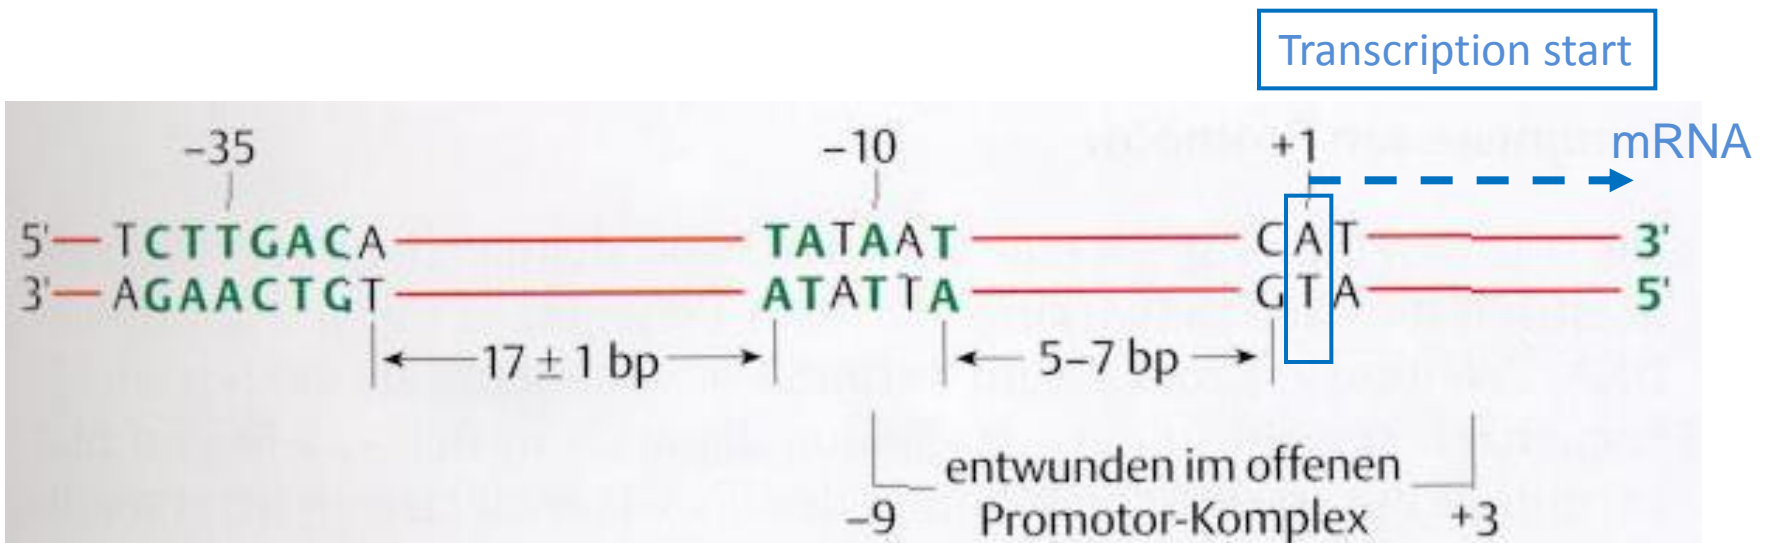 Transcription start
−35 −10 +1 mRNA
5' TCTTGACA TATAAT CAT 3'
3' AGAACTGT ATATTA GTA 5'
17 ± 1 bp 5–7 bp
entwunden im offenen
−9 Promotor-Komplex +3